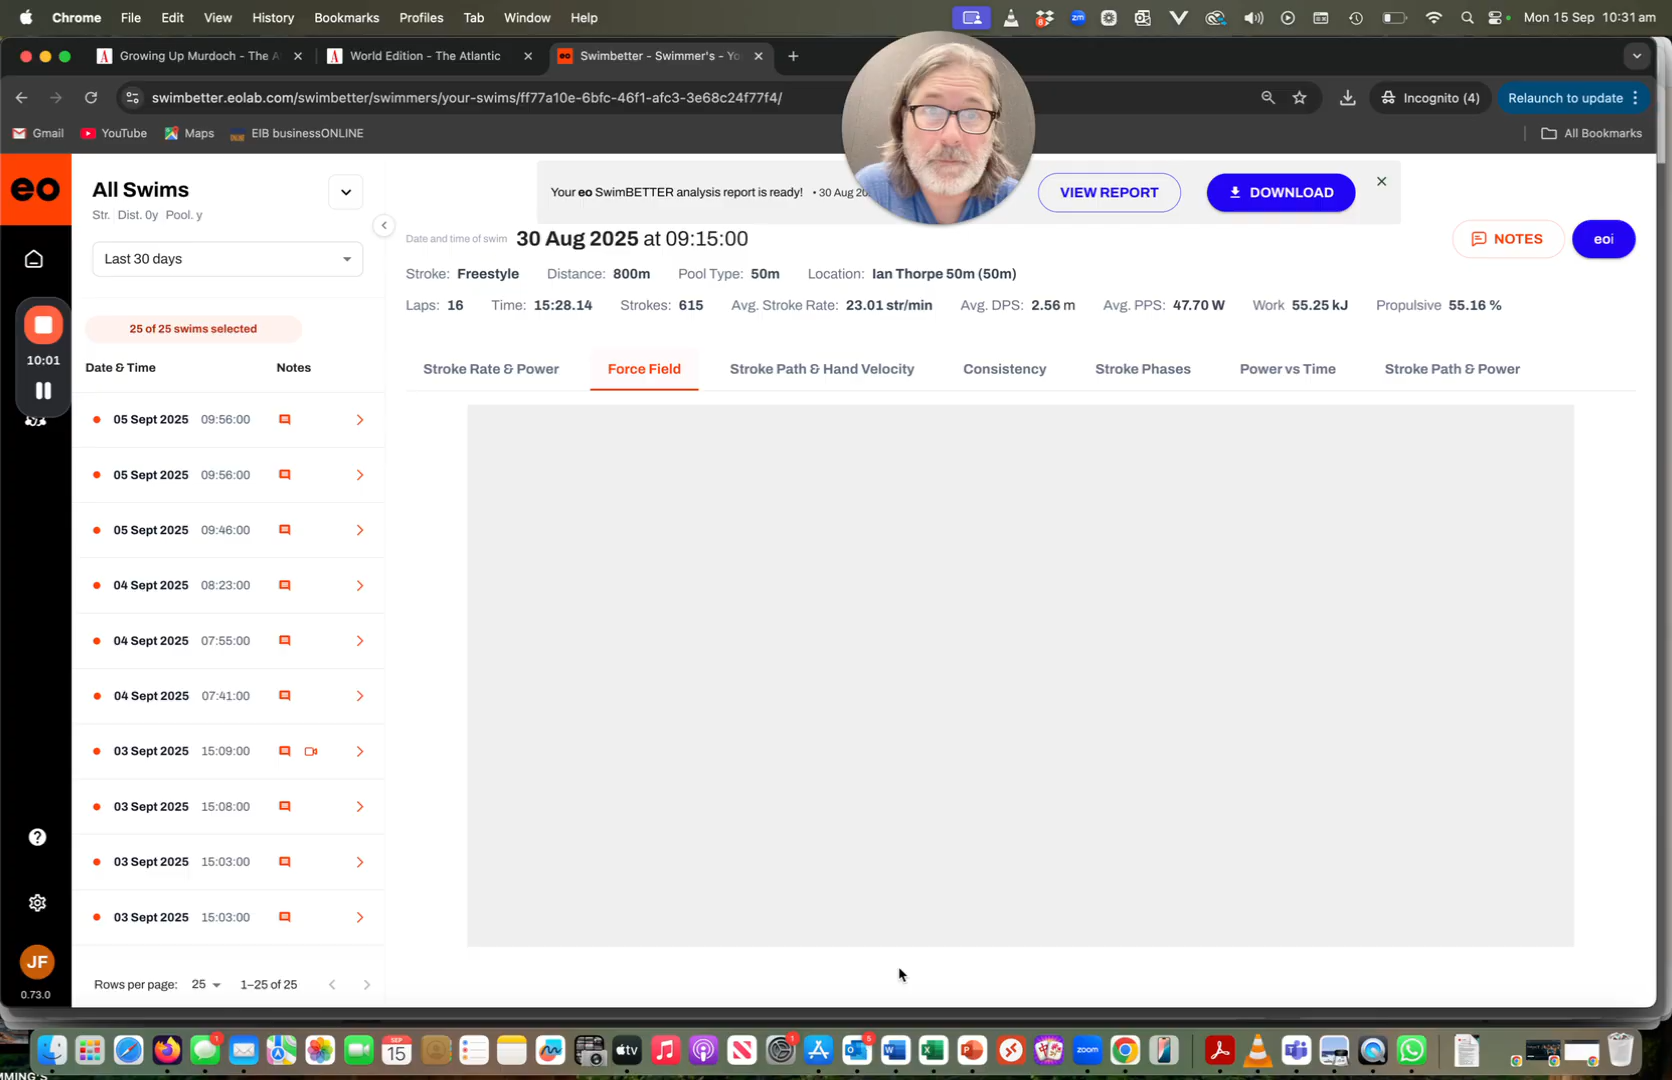 Chrome File Edit View History Bookmarks Profiles Tab Window Help
zm
Mon 15 Sep 10:31am
Growing Up Murdoch - The A
World Edition - The Atlantic
eo Swimbetter - Swimmer's - Yo
swimbetter.eolab.com/swimbetter/swimmers/your-swims/ff77a10e-6bfc-46f1-afc3-3e68c24f77f4/
Incognito (4)
Relaunch to update
Gmail YouTube Maps EIB businessONLINE
All Bookmarks
eo
All Swims
Str. Dist. 0y Pool. y
Last 30 days
25 of 25 swims selected
10:01
Date & Time Notes
05 Sept 2025 09:56:00
05 Sept 2025 09:56:00
05 Sept 2025 09:46:00
04 Sept 2025 08:23:00
04 Sept 2025 07:55:00
04 Sept 2025 07:41:00
03 Sept 2025 15:09:00
03 Sept 2025 15:08:00
03 Sept 2025 15:03:00
03 Sept 2025 15:03:00
Rows per page: 25 1–25 of 25
JF
0.73.0
Your eo SwimBETTER analysis report is ready! • 30 Aug
VIEW REPORT
DOWNLOAD
Date and time of swim 30 Aug 2025 at 09:15:00
NOTES
eoi
Stroke: Freestyle Distance: 800m Pool Type: 50m Location: Ian Thorpe 50m (50m)
Laps: 16 Time: 15:28.14 Strokes: 615 Avg. Stroke Rate: 23.01 str/min Avg. DPS: 2.56 m Avg. PPS: 47.70 W Work 55.25 kJ Propulsive 55.16 %
Stroke Rate & Power Force Field Stroke Path & Hand Velocity Consistency Stroke Phases Power vs Time Stroke Path & Power
SEP
15
tv
zoom